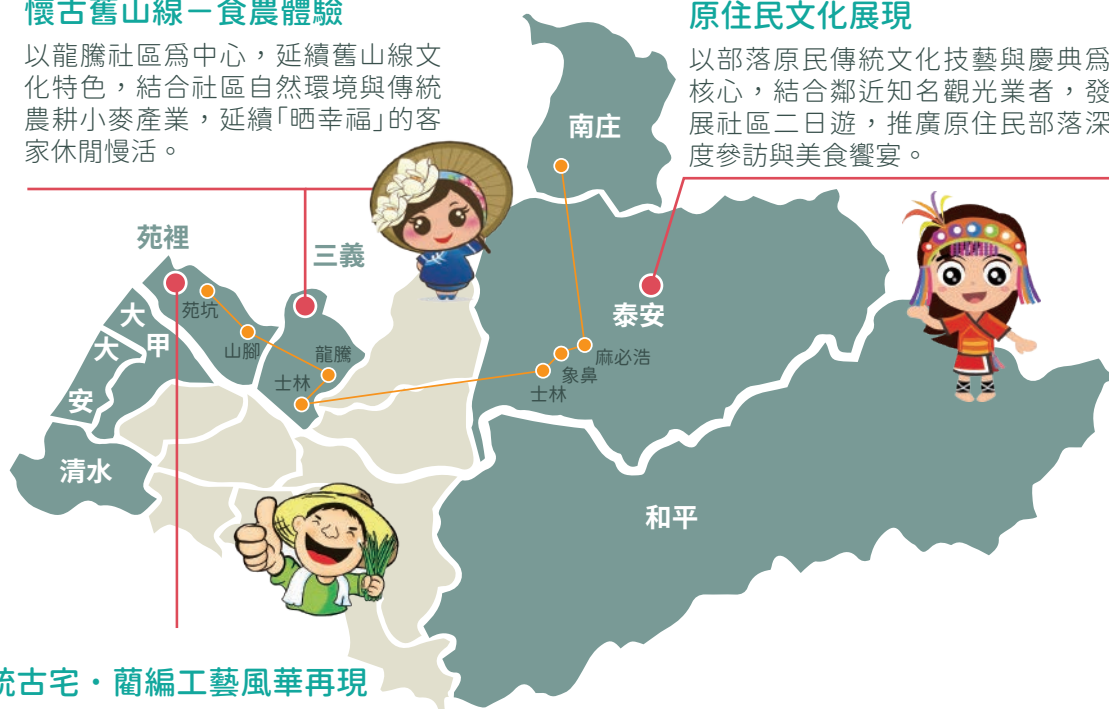 懷古舊山線－食農體驗
以龍騰社區為中心，延續舊山線文
化特色，結合社區自然環境與傳統
農耕小麥產業，延續「晒幸福」的客
家休閒慢活。
原住民文化展現
以部落原民傳統文化技藝與慶典為
核心，結合鄰近知名觀光業者，發
展社區二日遊，推廣原住民部落深
度參訪與美食饗宴。
南庄
苑裡
三義
泰安
苑坑
山腳
龍騰
士林
麻必浩
象鼻
士林
大甲
大安
清水
和平
統古宅・藺編工藝風華再現